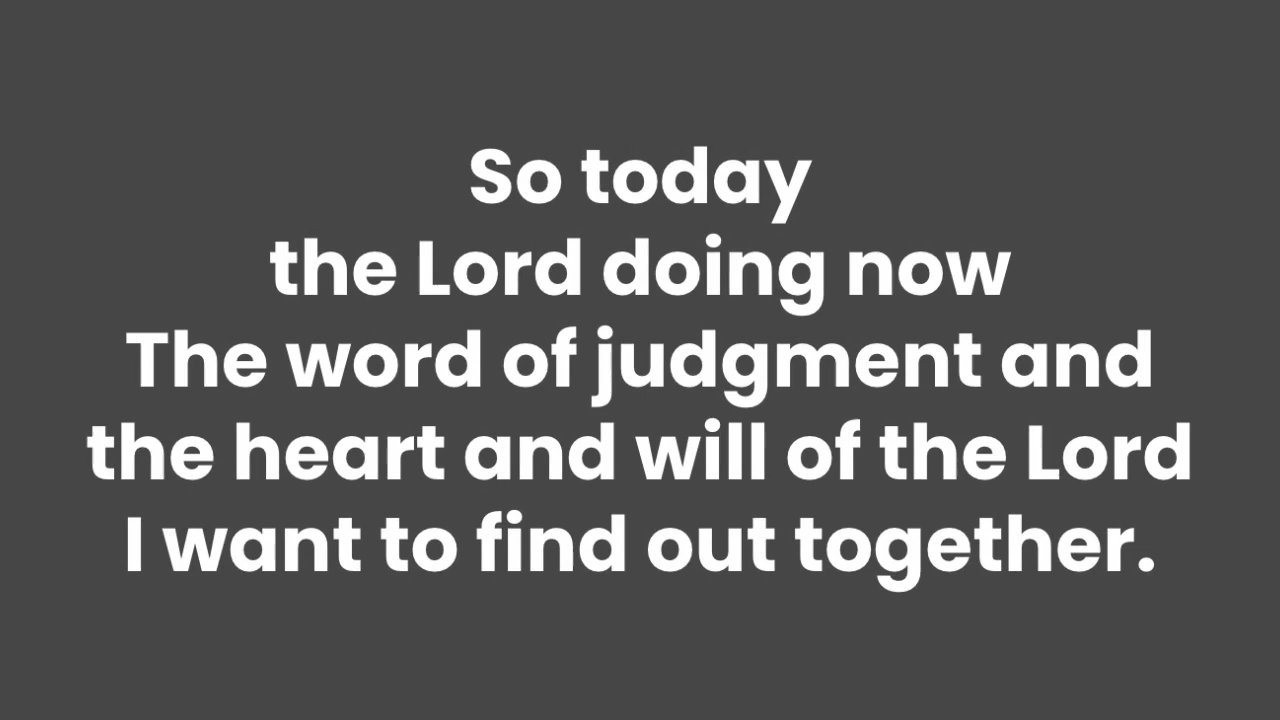 So today
the Lord doing now
The word of judgment and
the heart and will of the Lord
I want to find out together.